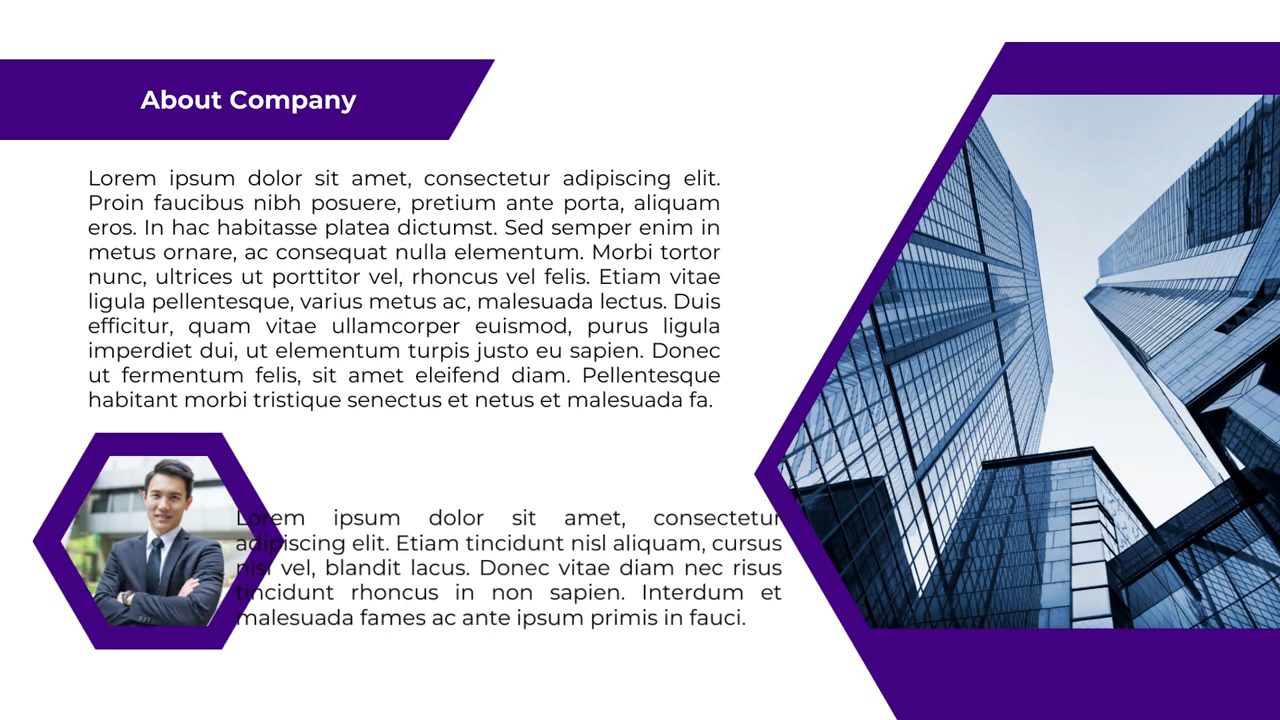 About Company
Lorem ipsum dolor sit amet, consectetur adipiscing elit.
Proin faucibus nibh posuere, pretium ante porta, aliquam
eros. In hac habitasse platea dictumst. Sed semper enim in
metus ornare, ac consequat nulla elementum. Morbi tortor
nunc, ultrices ut porttitor vel, rhoncus vel felis. Etiam vitae
ligula pellentesque, varius metus ac, malesuada lectus. Duis
efficitur, quam vitae ullamcorper euismod, purus ligula
imperdiet dui, ut elementum turpis justo eu sapien. Donec
ut fermentum felis, sit amet eleifend diam. Pellentesque
habitant morbi tristique senectus et netus et malesuada fa.
Lorem ipsum dolor sit amet, consectetur
adipiscing elit. Etiam tincidunt nisl aliquam, cursus
nisl vel, blandit lacus. Donec vitae diam nec risus
tincidunt rhoncus in non sapien. Interdum et
malesuada fames ac ante ipsum primis in fauci.